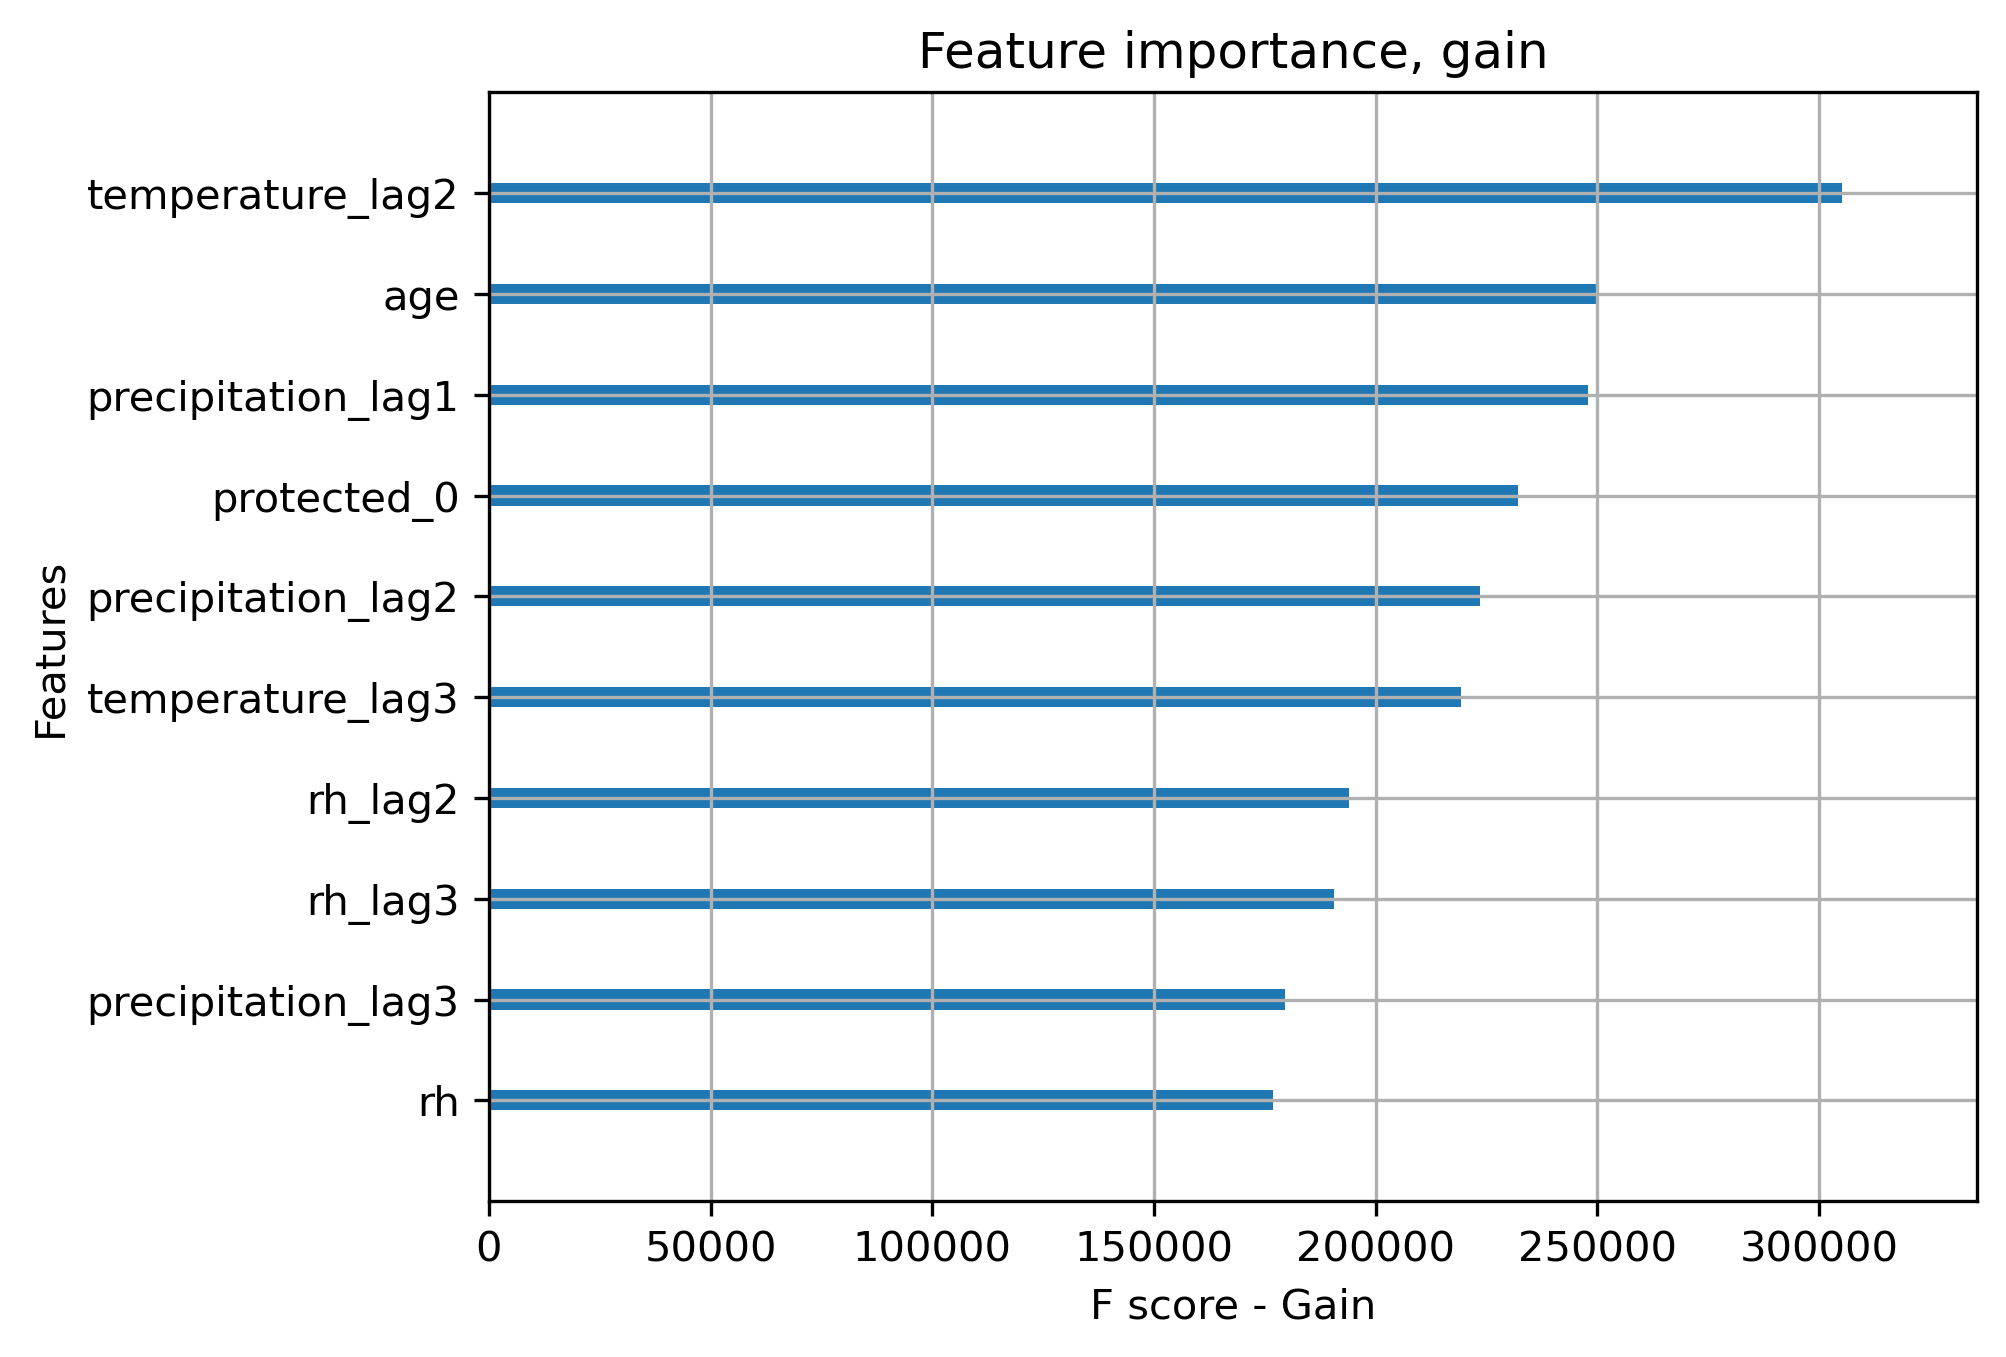 Feature importance, gain
temperature_lag2
age
precipitation_lag1
protected_0
precipitation_lag2
temperature_lag3
rh_lag2
rh_lag3
precipitation_lag3
rh
Features
0 50000 100000 150000 200000 250000 300000
F score - Gain